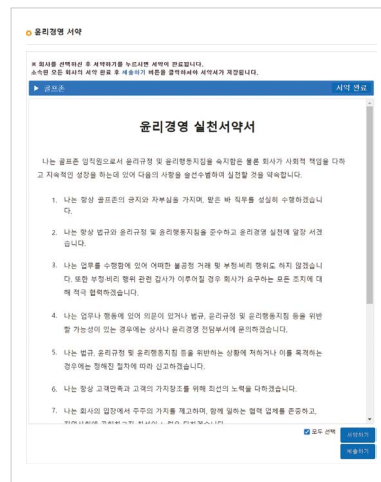 윤리경영 서약
※ 회사를 선택하신 후 서약하기를 누르시면 서약이 완료됩니다.
소속된 모든 회사의 서약 완료 후 제출하기 버튼을 클릭하셔야 서약서가 저장됩니다.
▶ 골프존 서약 완료
윤리경영 실천서약서
나는 골프존 임직원으로서 윤리규정 및 윤리행동지침을 숙지함은 물론 회사가 사회적 책임을 다하
고 지속적인 성장을 하는데 있어 다음의 사항을 솔선수범하여 실천할 것을 약속합니다.
1. 나는 항상 골프존의 긍지와 자부심을 가지며, 맡은 바 직무를 성실히 수행하겠습니
다.
2. 나는 항상 법규와 윤리규정 및 윤리행동지침을 준수하고 윤리경영 실천에 앞장 서겠
습니다.
3. 나는 업무를 수행함에 있어 어떠한 불공정 거래 및 부정·비리 행위도 하지 않겠습니
다. 또한 부정·비리 행위 관련 감사가 이루어질 경우 회사가 요구하는 모든 조치에 대
해 적극 협력하겠습니다.
4. 나는 업무나 행동에 있어 의문이 있거나 법규, 윤리규정 및 윤리행동지침 등을 위반
할 가능성이 있는 경우에는 상사나 윤리경영 전담부서에 문의하겠습니다.
5. 나는 법규, 윤리규정 및 윤리행동지침 등을 위반하는 상황에 처하거나 이를 목격하는
경우에는 정해진 절차에 따라 신고하겠습니다.
6. 나는 항상 고객만족과 고객의 가치창조를 위해 최선의 노력을 다하겠습니다.
7. 나는 회사의 입장에서 주주의 가치를 제고하며, 함께 일하는 협력 업체를 존중하고,
모두 선택 서약하기
제출하기